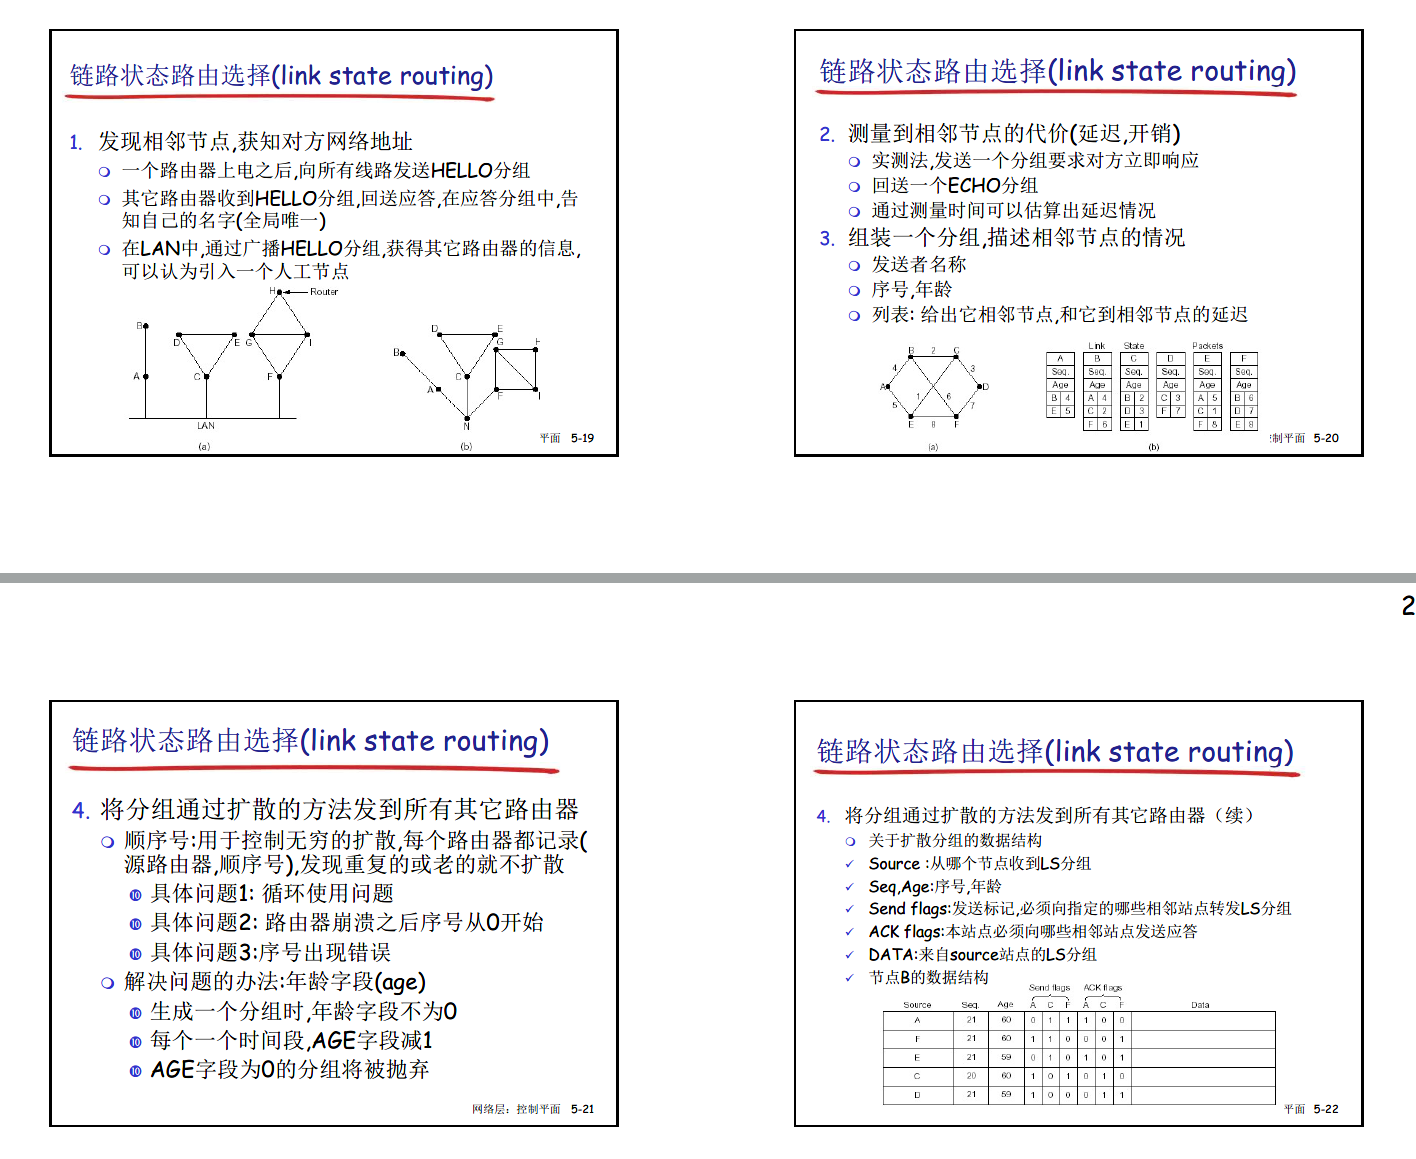 链路状态路由选择(link state routing)
1. 发现相邻节点,获知对方网络地址
一个路由器上电之后,向所有线路发送HELLO分组
其它路由器收到HELLO分组,回送应答,在应答分组中,告
知自己的名字(全局唯一)
在LAN中,通过广播HELLO分组,获得其它路由器的信息,
可以认为引入一个人工节点
H Router
B
D E G I
A C F
LAN
(a)
D E
G H
B
C
A F I
N
(b)
平面 5-19
链路状态路由选择(link state routing)
2. 测量到相邻节点的代价(延迟,开销)
实测法,发送一个分组要求对方立即响应
回送一个ECHO分组
通过测量时间可以估算出延迟情况
3. 组装一个分组,描述相邻节点的情况
发送者名称
序号,年龄
列表: 给出它相邻节点,和它到相邻节点的延迟
B 2 C
4 3
A D
1 6
5 7
E 8 F
(a)
Link State Packets
A B C D E F
Seq. Seq. Seq. Seq. Seq. Seq.
Age Age Age Age Age Age
B 4 A 4 B 2 C 3 A 5 B 6
E 5 C 2 D 3 F 7 C 1 D 7
F 6 E 1 F 8 E 8
(b)
制平面 5-20
2
链路状态路由选择(link state routing)
4. 将分组通过扩散的方法发到所有其它路由器
顺序号:用于控制无穷的扩散,每个路由器都记录(
源路由器,顺序号),发现重复的或老的就不扩散
具体问题1: 循环使用问题
具体问题2: 路由器崩溃之后序号从0开始
具体问题3:序号出现错误
解决问题的办法:年龄字段(age)
生成一个分组时,年龄字段不为0
每个一个时间段,AGE字段减1
AGE字段为0的分组将被抛弃
网络层：控制平面 5-21
链路状态路由选择(link state routing)
4. 将分组通过扩散的方法发到所有其它路由器（续）
关于扩散分组的数据结构
✓ Source :从哪个节点收到LS分组
✓ Seq,Age:序号,年龄
✓ Send flags:发送标记,必须向指定的哪些相邻站点转发LS分组
✓ ACK flags:本站点必须向哪些相邻站点发送应答
✓ DATA:来自source站点的LS分组
✓ 节点B的数据结构
Send flags ACK flags
Source Seq. Age A C F A C F Data
A 21 60 0 1 1 1 0 0
F 21 60 1 1 0 0 0 1
E 21 59 0 1 0 1 0 1
C 20 60 1 0 1 0 1 0
D 21 59 1 0 0 0 1 1
平面 5-22